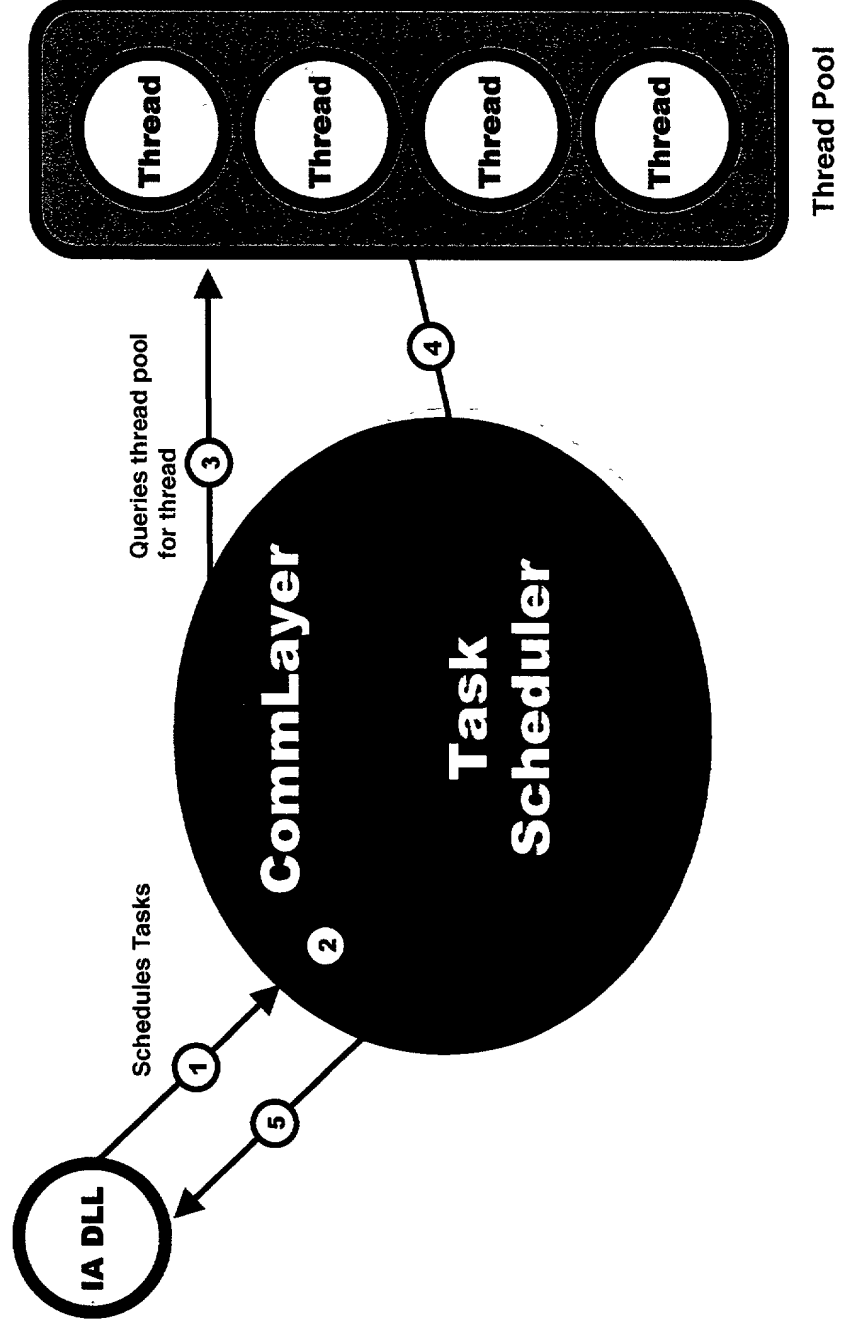 IA DLL
1
Schedules Tasks
5
2
CommLayer
Task
Scheduler
Queries thread pool
for thread
3
4
Thread
Thread
Thread
Thread
Thread Pool